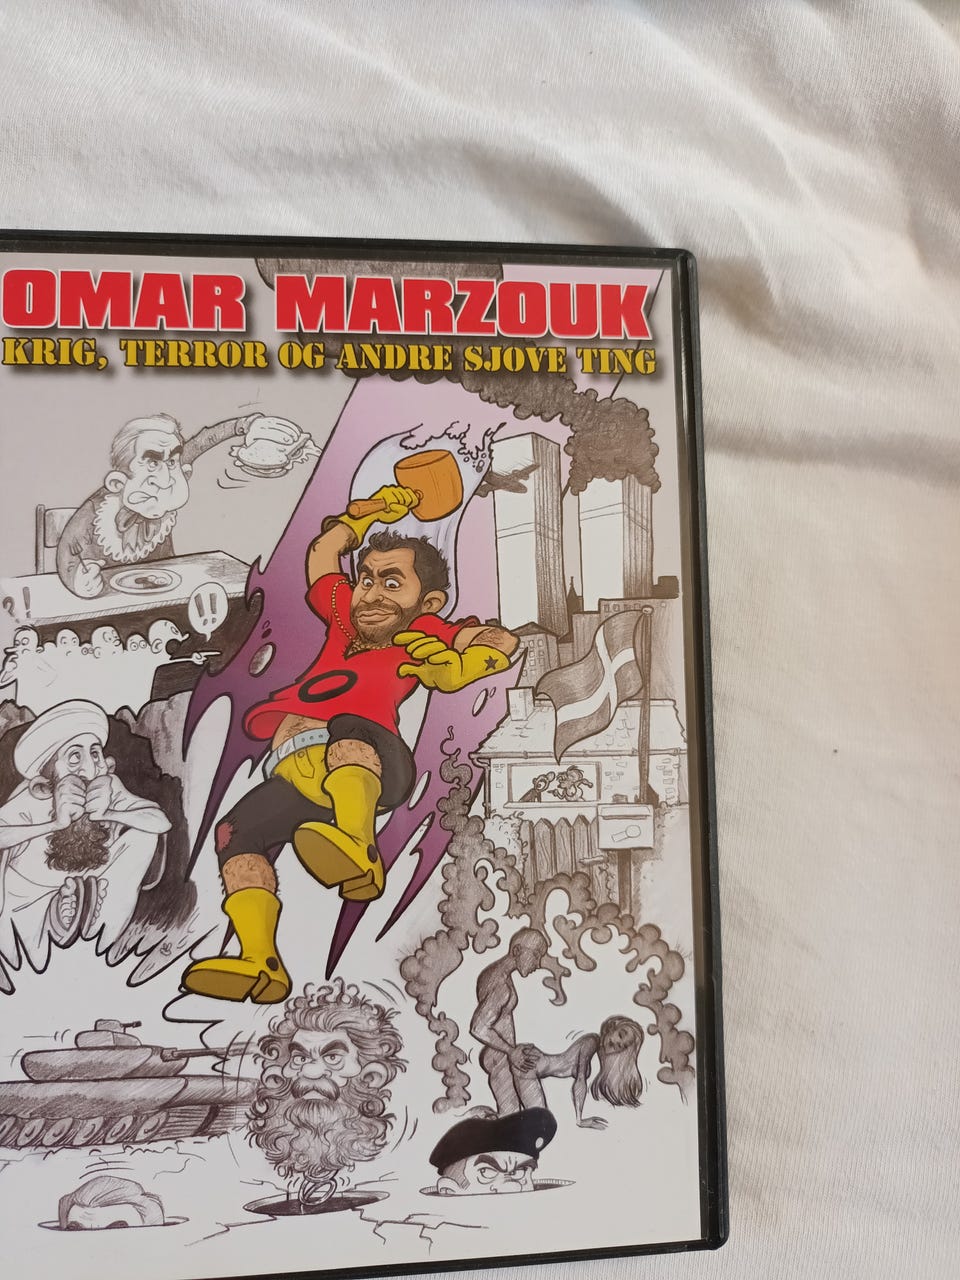 OMAR MARZOUK
KRIG, TERROR OG ANDRE SJOVE TING
?!
!!
O